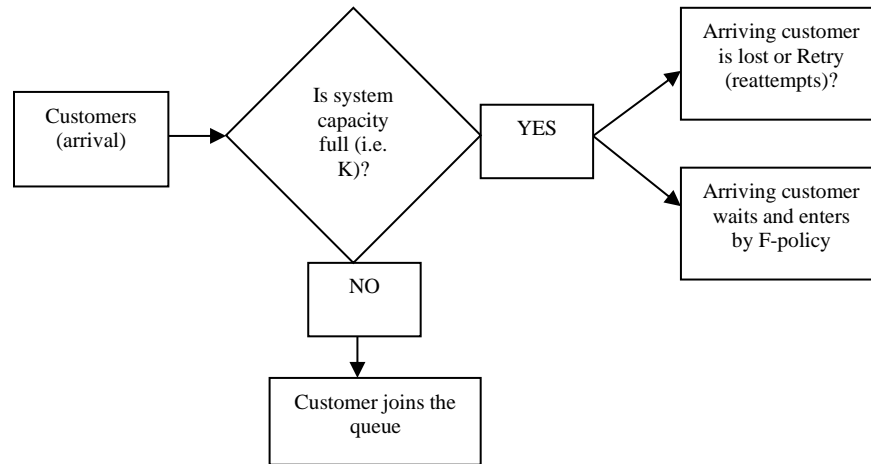 Customers
(arrival)
Is system
capacity
full (i.e.
K)?
YES
Arriving customer
is lost or Retry
(reattempts)?
Arriving customer
waits and enters
by F-policy
NO
Customer joins the
queue